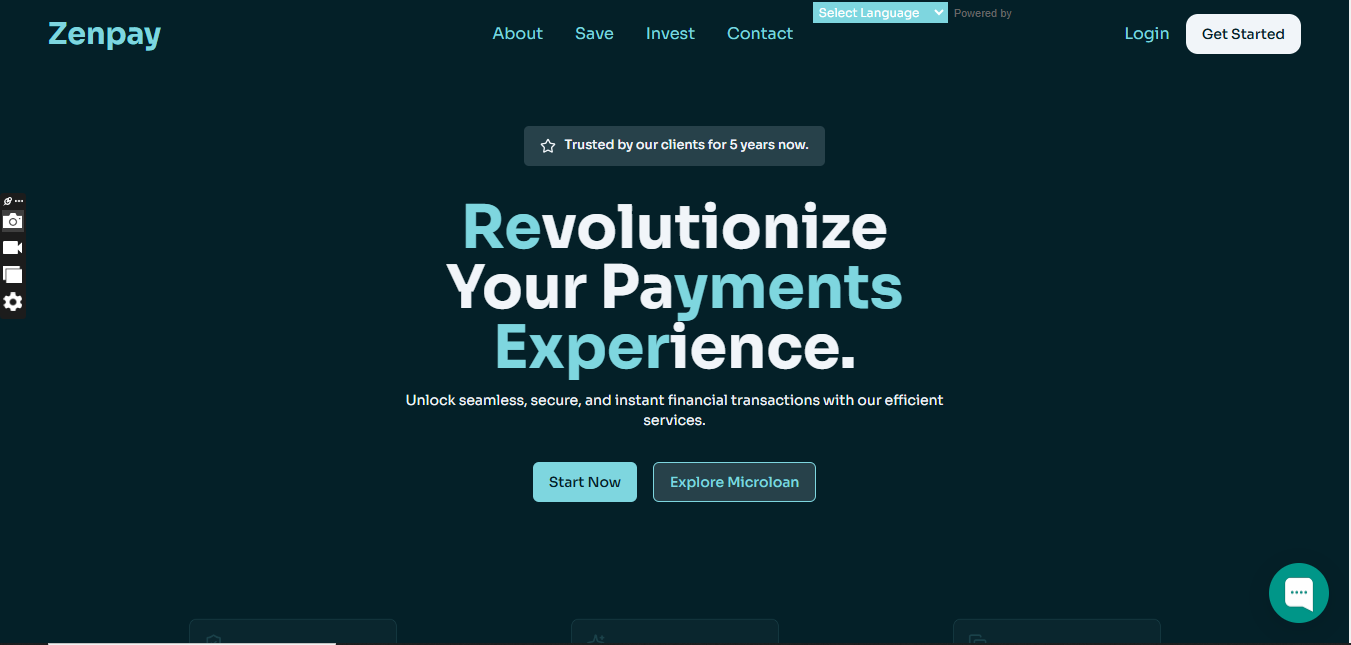 Zenpay
About
Save
Invest
Contact
Select Language
Powered by
Login
Get Started
Trusted by our clients for 5 years now.
Revolutionize
Your Payments
Experience.
Unlock seamless, secure, and instant financial transactions with our efficient
services.
Start Now
Explore Microloan